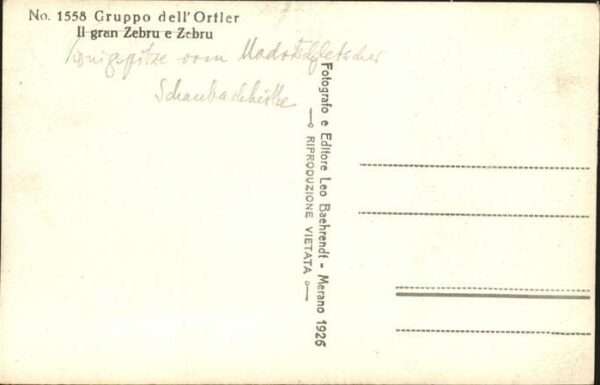 No. 1558 Gruppo dell'Ortler
Il gran Zebru e Zebru
Königspitze vom
Schaubachhütte
Fotografo e Editore Leo Baehrendt - Merano 1926
RIPRODUZIONE VIETATA